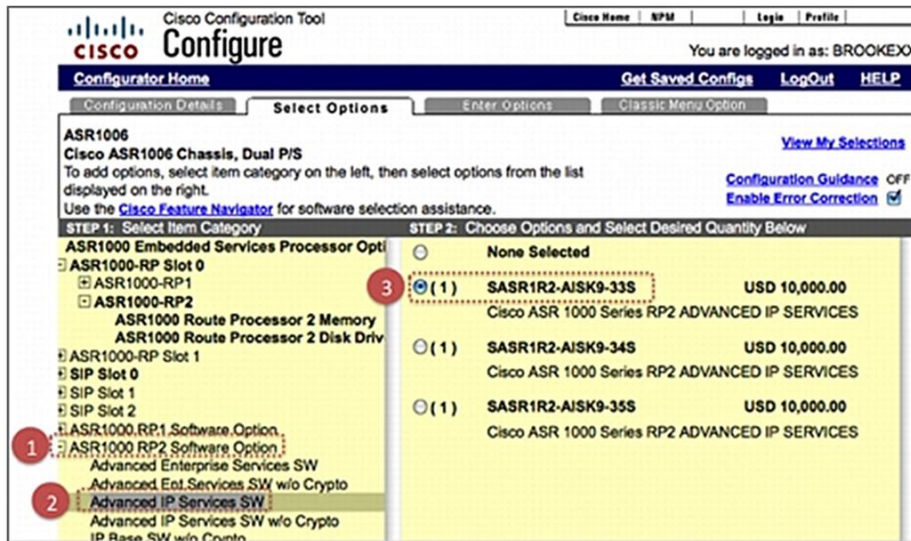 Cisco Configuration Tool
Cisco Home NPM Login Profile
CISCO Configure
You are logged in as: BROOKEXX
Configurator Home Get Saved Configs LogOut HELP
Configuration Details Select Options Enter Options Classic Menu Option
ASR1006
View My Selections
Cisco ASR1006 Chassis, Dual P/S
To add options, select item category on the left, then select options from the list
displayed on the right.
Configuration Guidance OFF
Enable Error Correction
Use the Cisco Feature Navigator for software selection assistance.
STEP 1: Select Item Category
ASR1000 Embedded Services Processor Opti
ASR1000-RP Slot 0
ASR1000-RP1
ASR1000-RP2
ASR1000 Route Processor 2 Memory
ASR1000 Route Processor 2 Disk Driv
ASR1000-RP Slot 1
SIP Slot 0
SIP Slot 1
SIP Slot 2
ASR1000 RP1 Software Option
1 ASR1000 RP2 Software Option
Advanced Enterprise Services SW
Advanced Ent Services SW w/o Crypto
2 Advanced IP Services SW
Advanced IP Services SW w/o Crypto
IP Base SW w/o Crypto
STEP 2: Choose Options and Select Desired Quantity Below
None Selected
3 (1) SASR1R2-AISK9-33S USD 10,000.00
Cisco ASR 1000 Series RP2 ADVANCED IP SERVICES
(1) SASR1R2-AISK9-34S USD 10,000.00
Cisco ASR 1000 Series RP2 ADVANCED IP SERVICES
(1) SASR1R2-AISK9-35S USD 10,000.00
Cisco ASR 1000 Series RP2 ADVANCED IP SERVICES